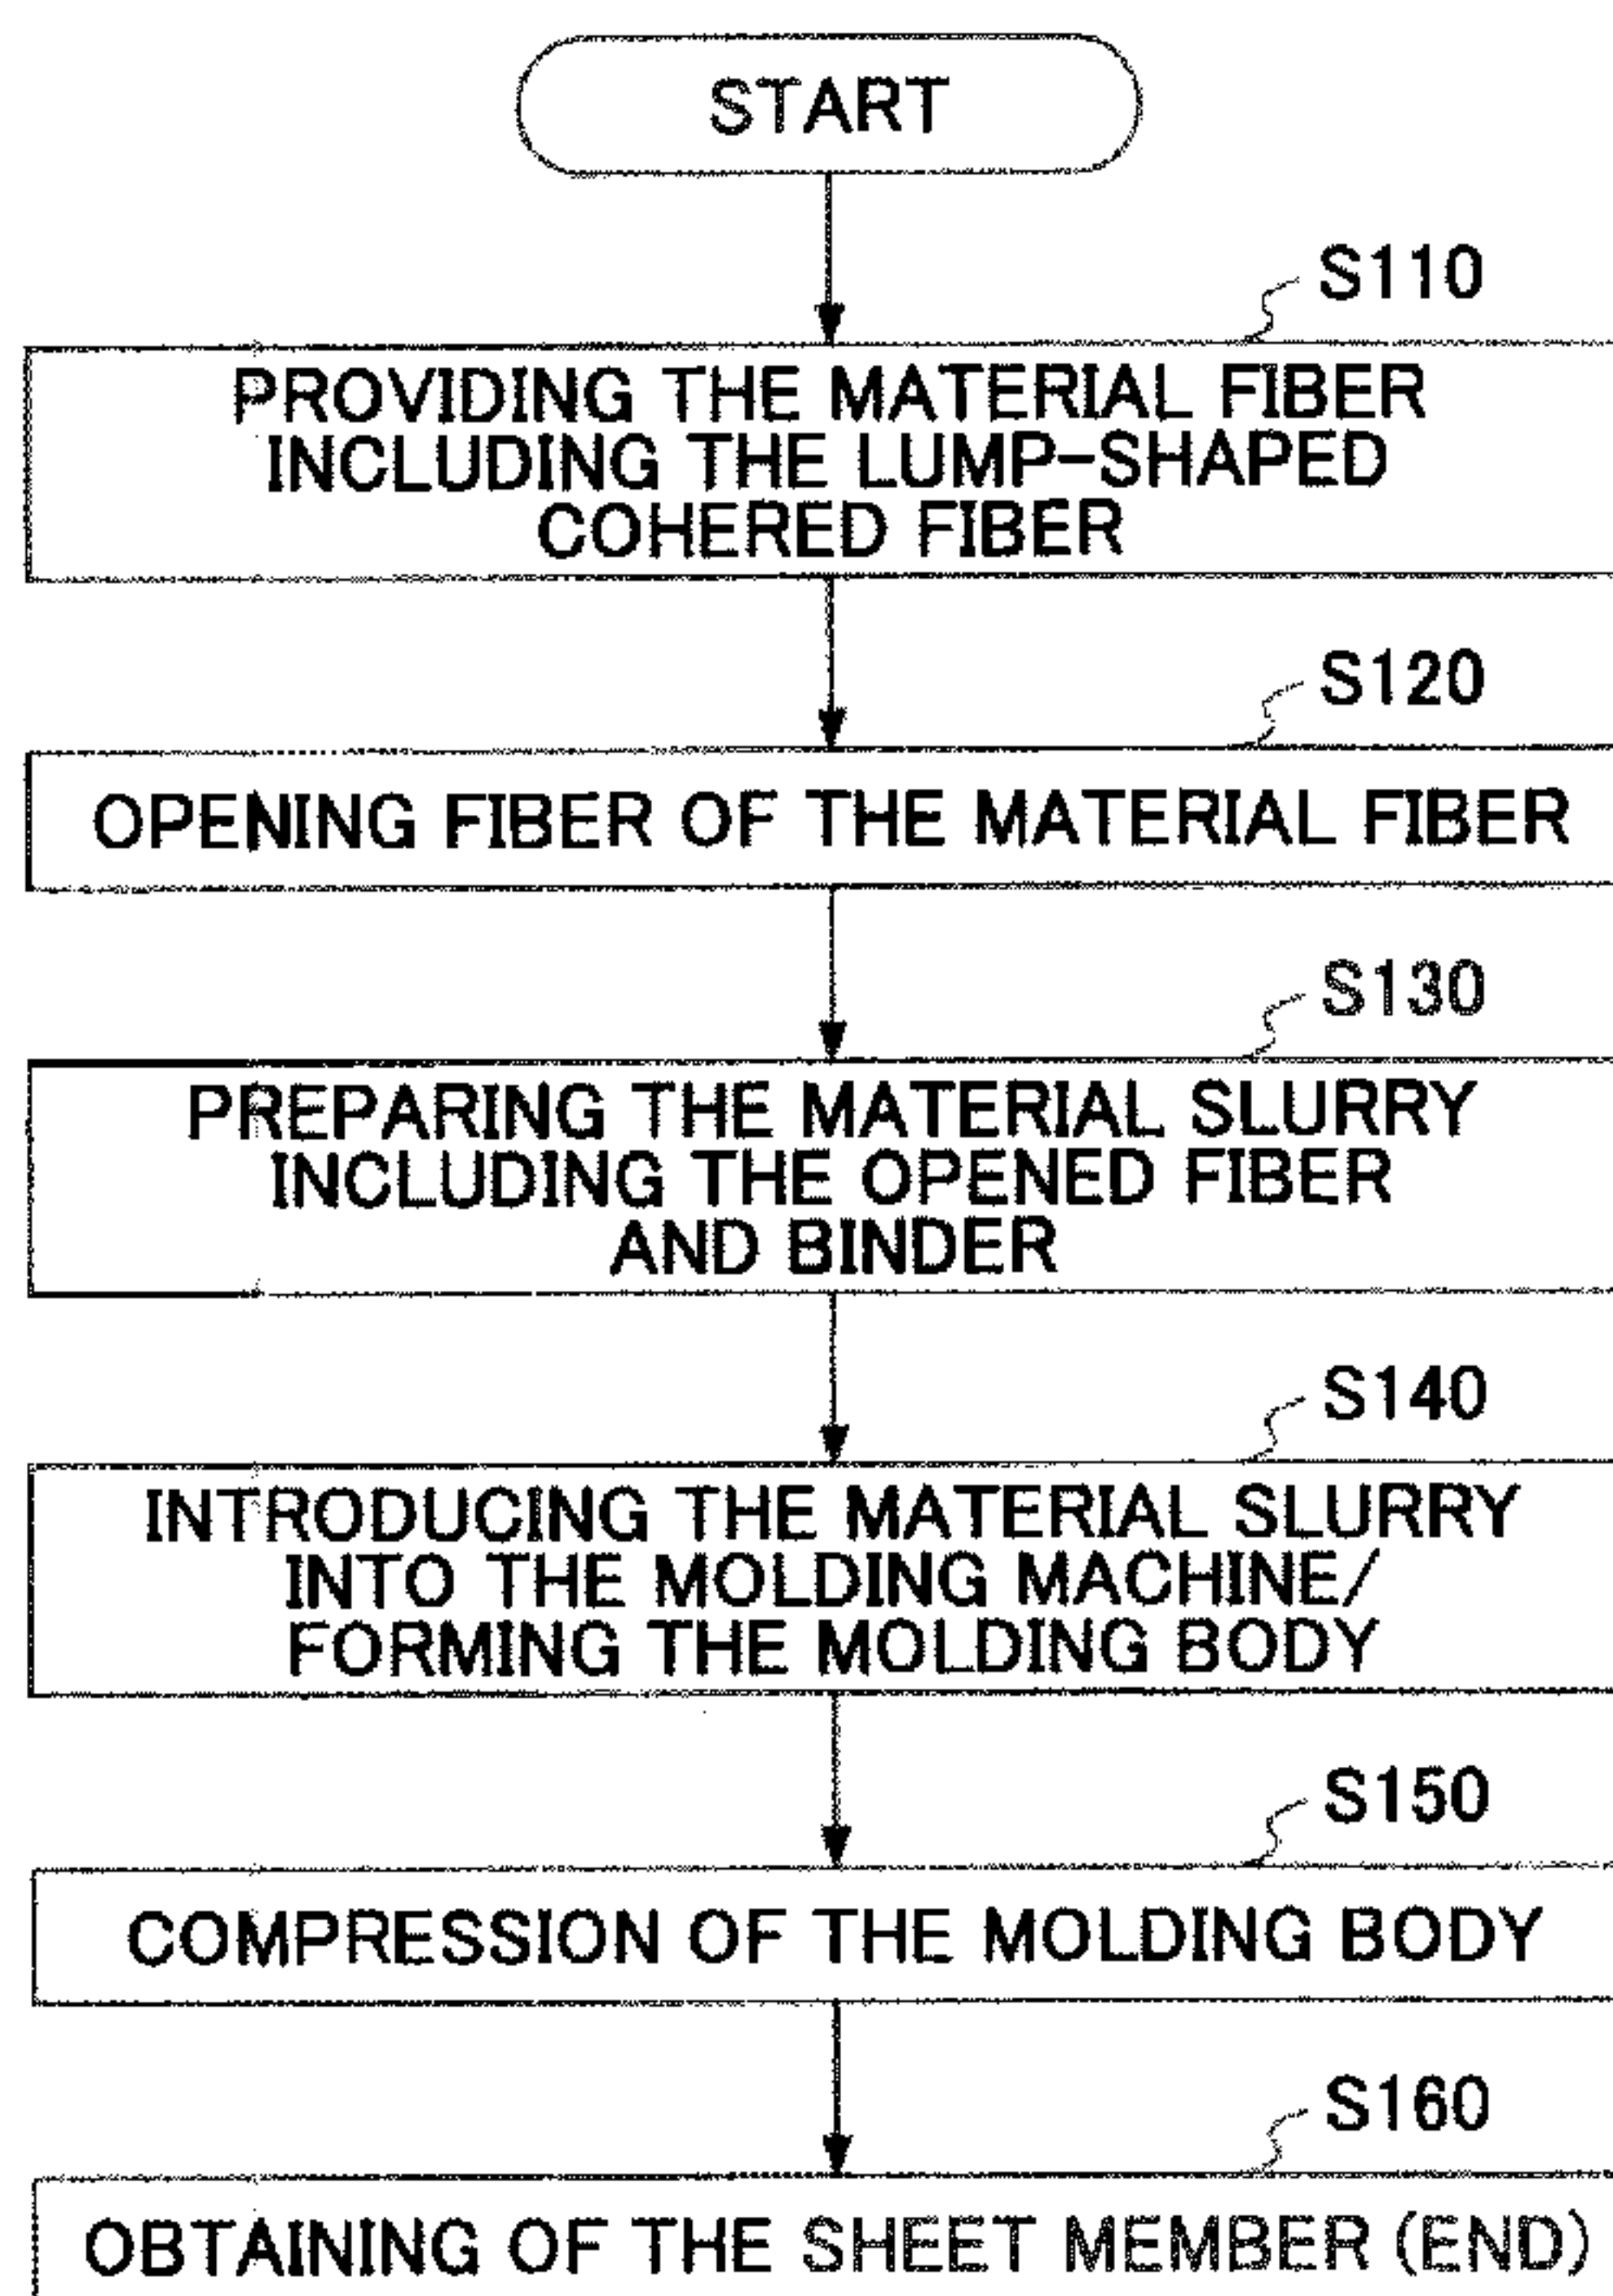 START
S110
PROVIDING THE MATERIAL FIBER
INCLUDING THE LUMP-SHAPED
COHERED FIBER
S120
OPENING FIBER OF THE MATERIAL FIBER
S130
PREPARING THE MATERIAL SLURRY
INCLUDING THE OPENED FIBER
AND BINDER
S140
INTRODUCING THE MATERIAL SLURRY
INTO THE MOLDING MACHINE/
FORMING THE MOLDING BODY
S150
COMPRESSION OF THE MOLDING BODY
S160
OBTAINING OF THE SHEET MEMBER (END)